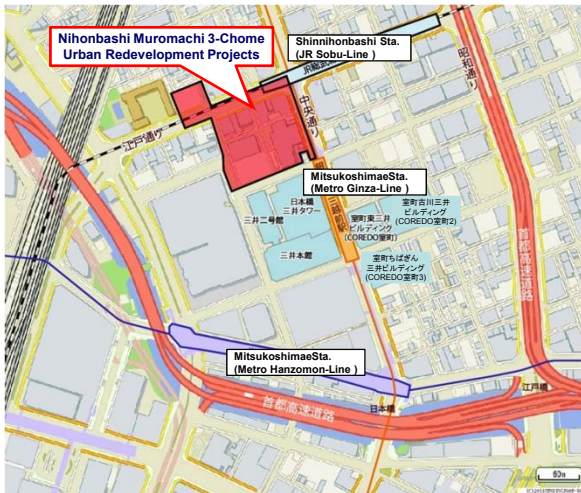 Nihonbashi Muromachi 3-Chome
Urban Redevelopment Projects
Shinnihonbashi Sta.
(JR Sobu-Line )
昭和通り
中央通り
江戸通り
MitsukoshimaeSta.
(Metro Ginza-Line)
日本橋
三井タワー
三井二号館
三井本館
室町東三井
ビルディング
(COREDO室町)
室町古川三井
ビルディング
(COREDO室町2)
室町ちばぎん
三井ビルディング
(COREDO室町3)
首都高速道路
MitsukoshimaeSta.
(Metro Hanzomon-Line )
首都高速道路
日本橋
江戸橋
60m